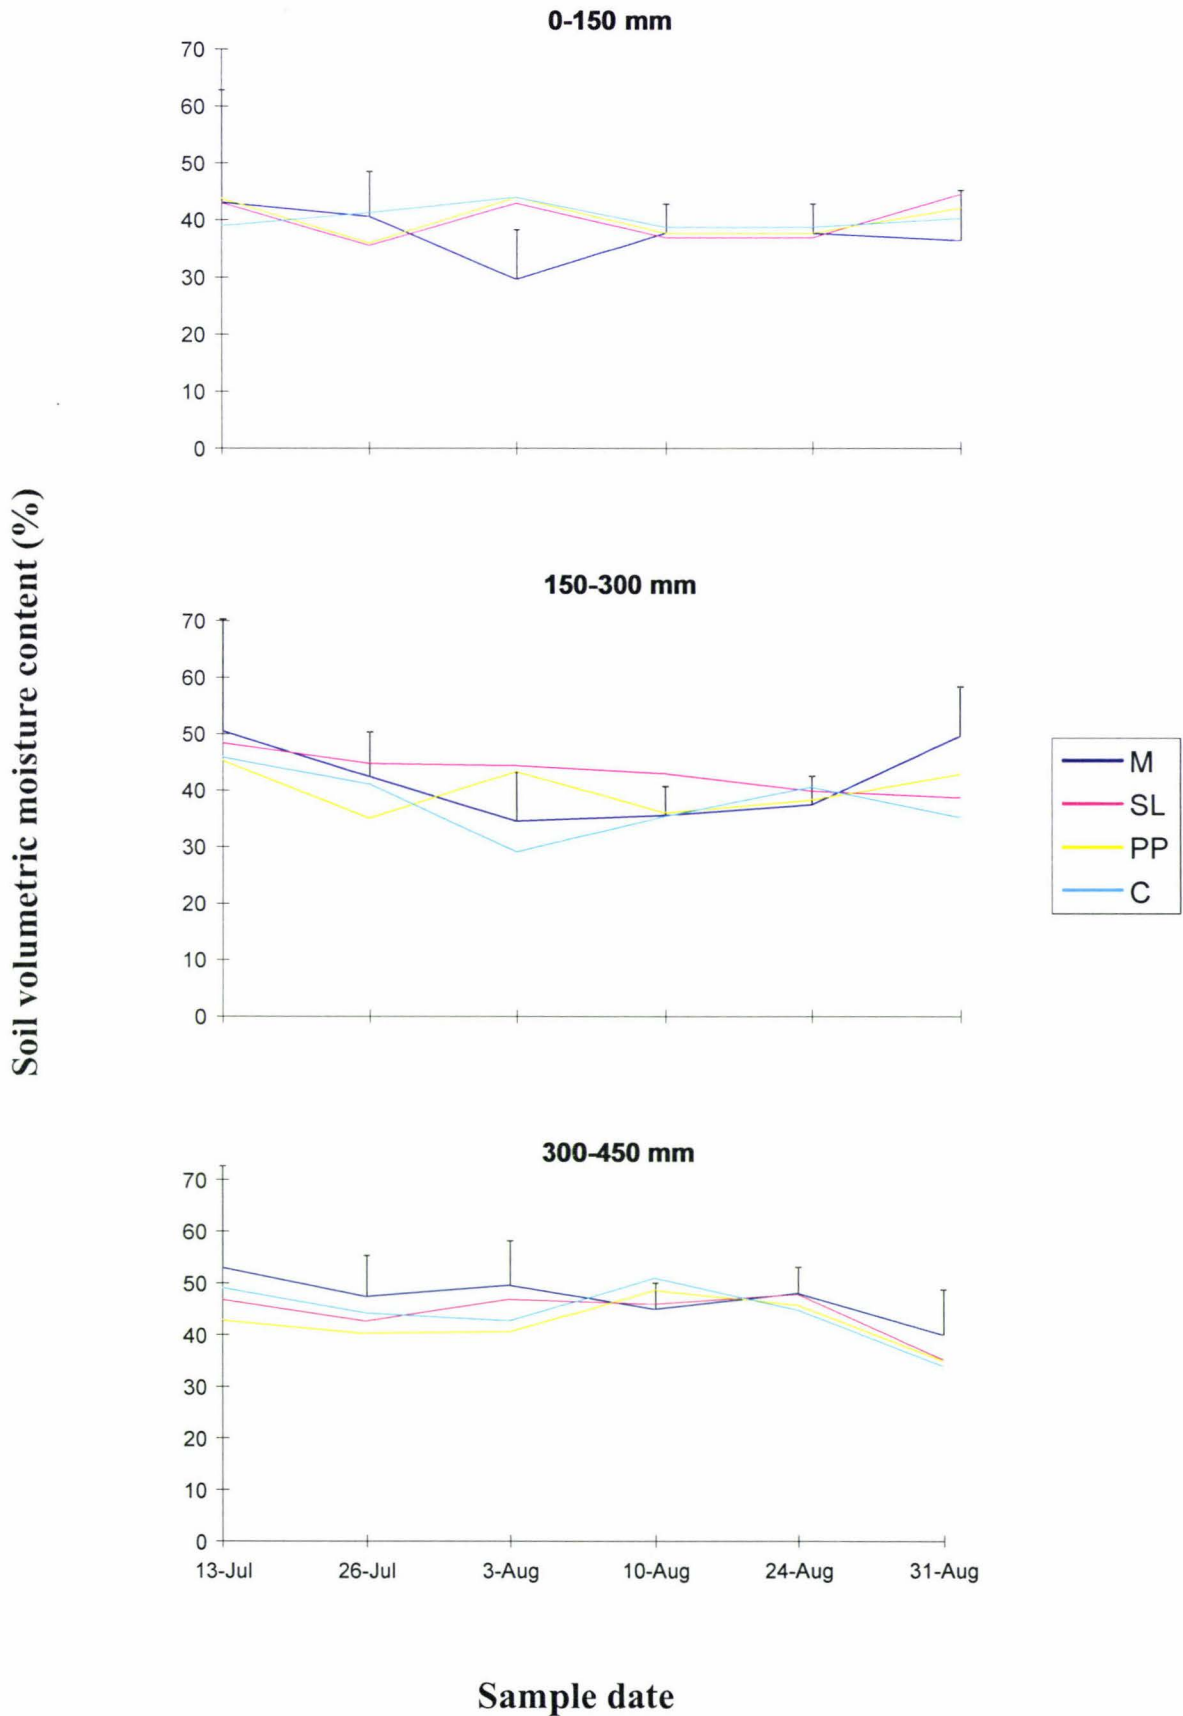 0-150 mm
70
60
50
40
30
20
10
0
Soil volumetric moisture content (%)
150-300 mm
70
60
50
40
30
20
10
0
M
SL
PP
C
300-450 mm
70
60
50
40
30
20
10
0
13-Jul 26-Jul 3-Aug 10-Aug 24-Aug 31-Aug
Sample date